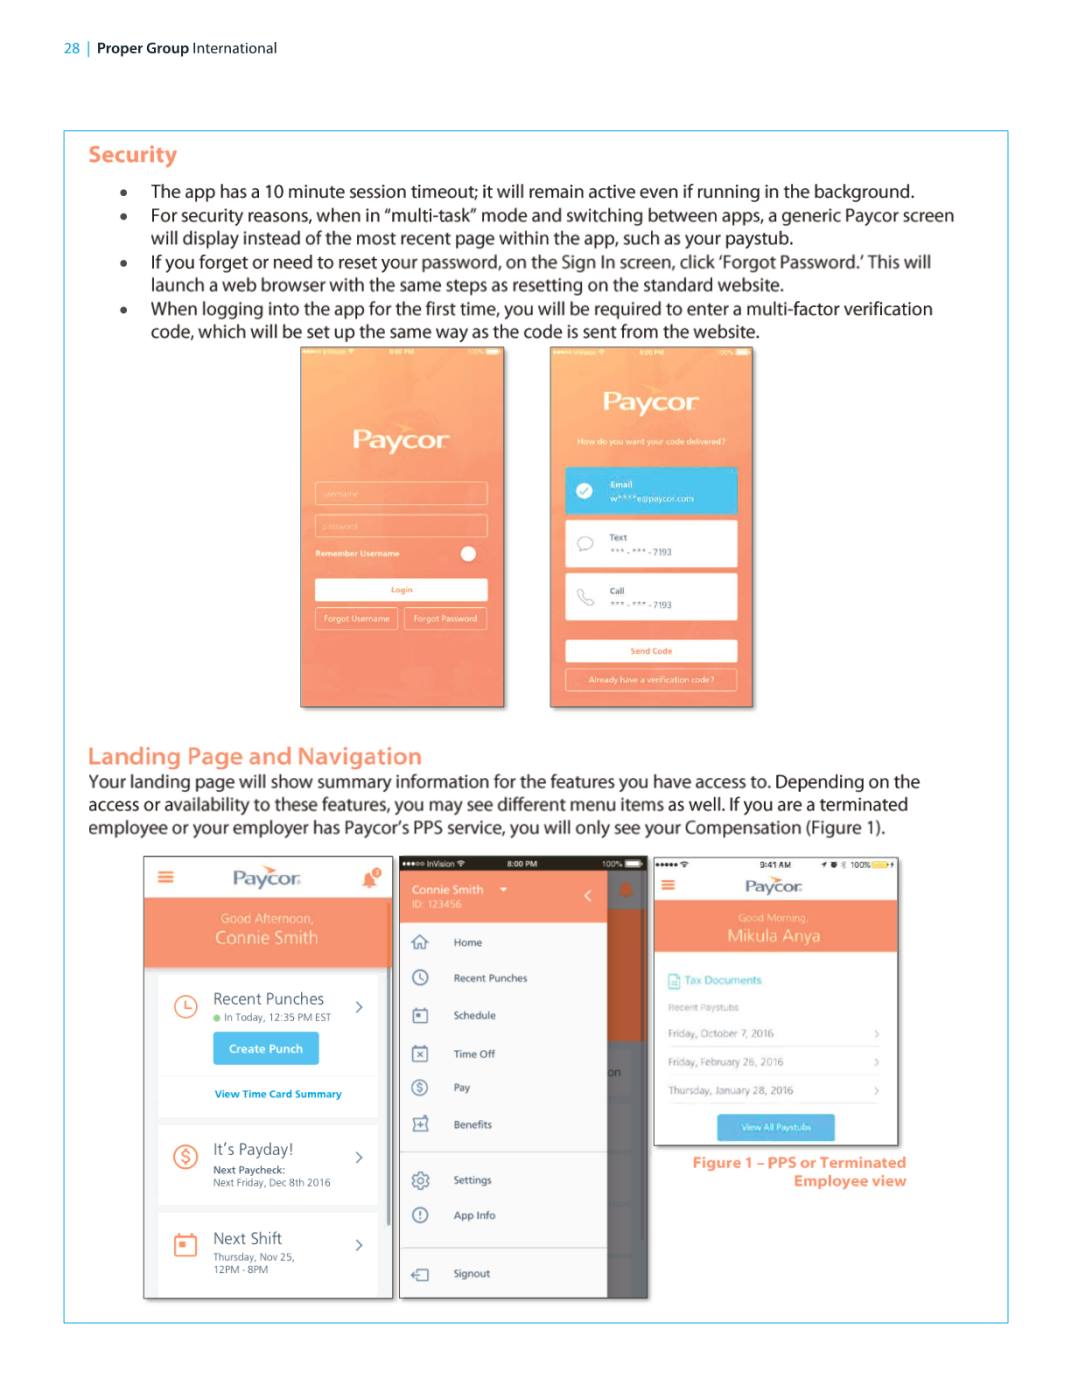 28 | Proper Group International
Security
• The app has a 10 minute session timeout; it will remain active even if running in the background.
• For security reasons, when in “multi-task” mode and switching between apps, a generic Paycor screen
will display instead of the most recent page within the app, such as your paystub.
• If you forget or need to reset your password, on the Sign In screen, click ‘Forgot Password.’ This will
launch a web browser with the same steps as resetting on the standard website.
• When logging into the app for the first time, you will be required to enter a multi-factor verification
code, which will be set up the same way as the code is sent from the website.
InVision 8:00 PM 100%
Paycor
username
password
Remember Username
Login
Forgot Username Forgot Password
InVision 8:00 PM 100%
Paycor
How do you want your code delivered?
Email
w****e@paycor.com
Text
*** - *** - 7193
Call
*** - *** - 7193
Send Code
Already have a verification code?
Landing Page and Navigation
Your landing page will show summary information for the features you have access to. Depending on the
access or availability to these features, you may see different menu items as well. If you are a terminated
employee or your employer has Paycor’s PPS service, you will only see your Compensation (Figure 1).
Paycor
Good Afternoon,
Connie Smith
Recent Punches
In Today, 12:35 PM EST
Create Punch
View Time Card Summary
It’s Payday!
Next Paycheck:
Next Friday, Dec 8th 2016
Next Shift
Thursday, Nov 25,
12PM - 8PM
InVision 8:00 PM 100%
Connie Smith
ID: 123456
Home
Recent Punches
Schedule
Time Off
on
Pay
Benefits
Settings
App Info
Signout
9:41 AM 100%
Paycor
Good Morning,
Mikula Anya
Tax Documents
Recent Paystubs
Friday, October 7, 2016
Friday, February 26, 2016
Thursday, January 28, 2016
View All Paystubs
Figure 1 – PPS or Terminated
Employee view